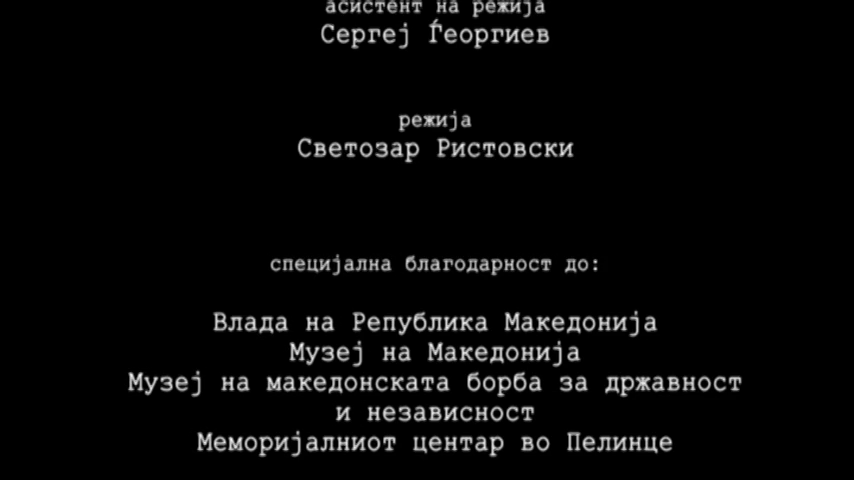 асистент на режија
Сергеј Ѓеоргиев
режија
Светозар Ристовски
специјална благодарност до:
Влада на Република Македонија
Музеј на Македонија
Музеј на македонската борба за државност
и независност
Меморијалниот центар во Пелинце